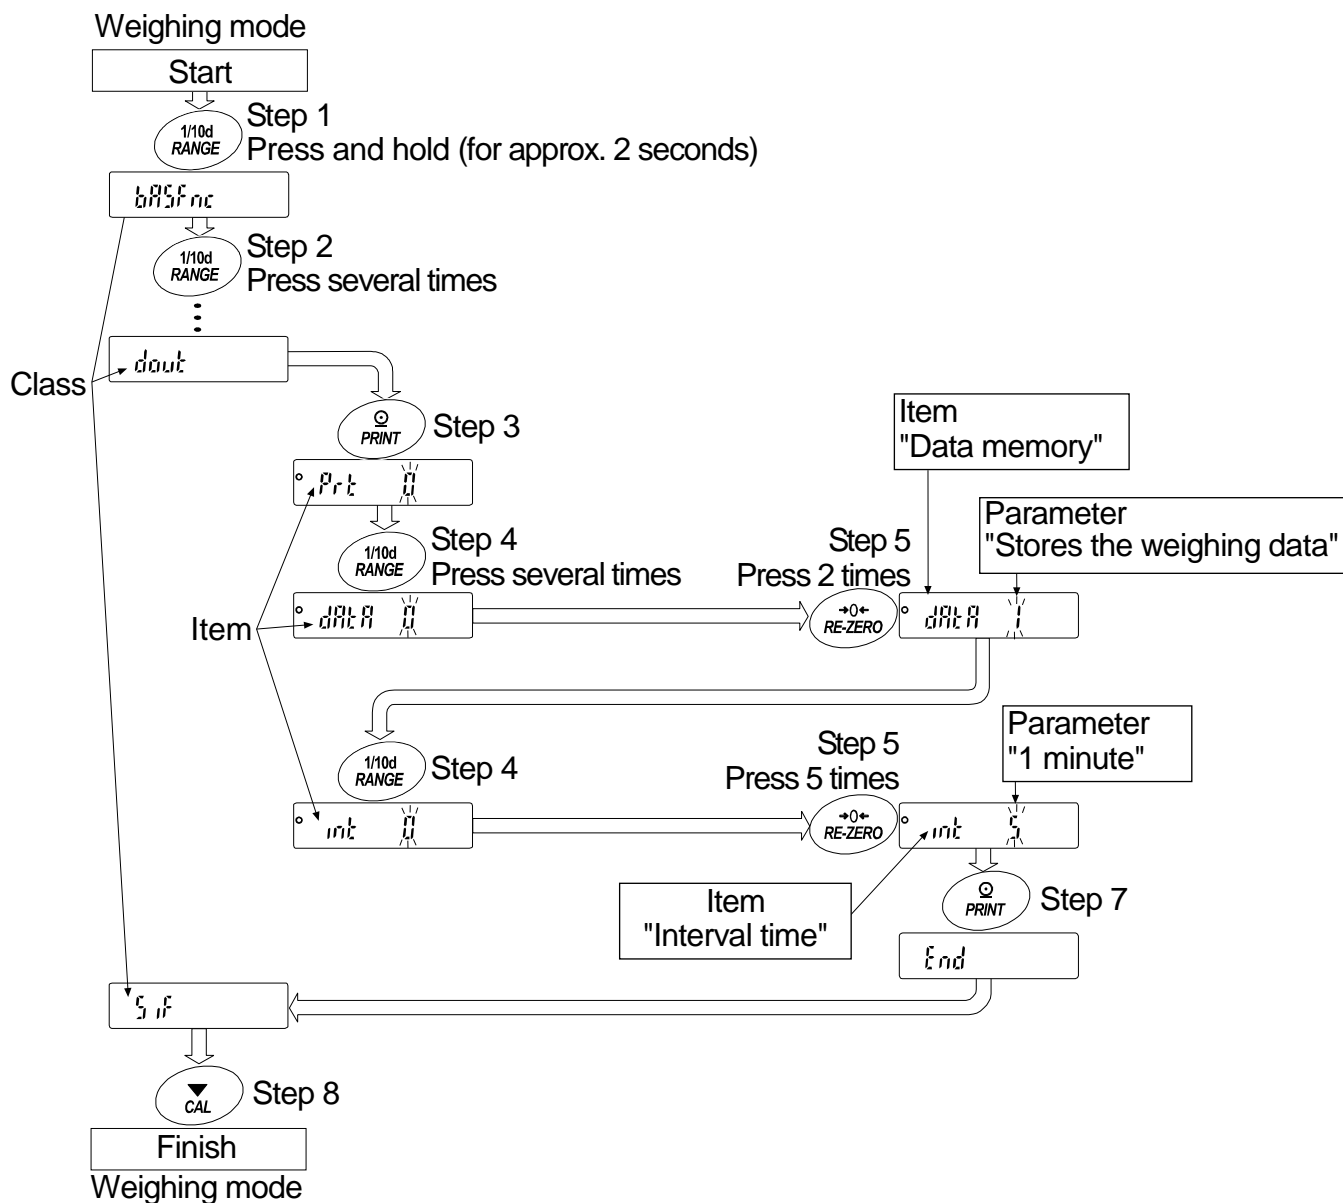 Weighing mode
Start
1/10d
RANGE
Step 1
Press and hold (for approx. 2 seconds)
bASFnc
1/10d
RANGE
Step 2
Press several times
dout
Class
PRINT
Step 3
Prt 0
1/10d
RANGE
Step 4
Press several times
dAtA 0
Item
Step 5
Press 2 times
→0←
RE-ZERO
Item
"Data memory"
Parameter
"Stores the weighing data"
dAtA 1
1/10d
RANGE
Step 4
int 0
Step 5
Press 5 times
→0←
RE-ZERO
Parameter
"1 minute"
int 5
Item
"Interval time"
PRINT
Step 7
End
SiF
CAL
Step 8
Finish
Weighing mode